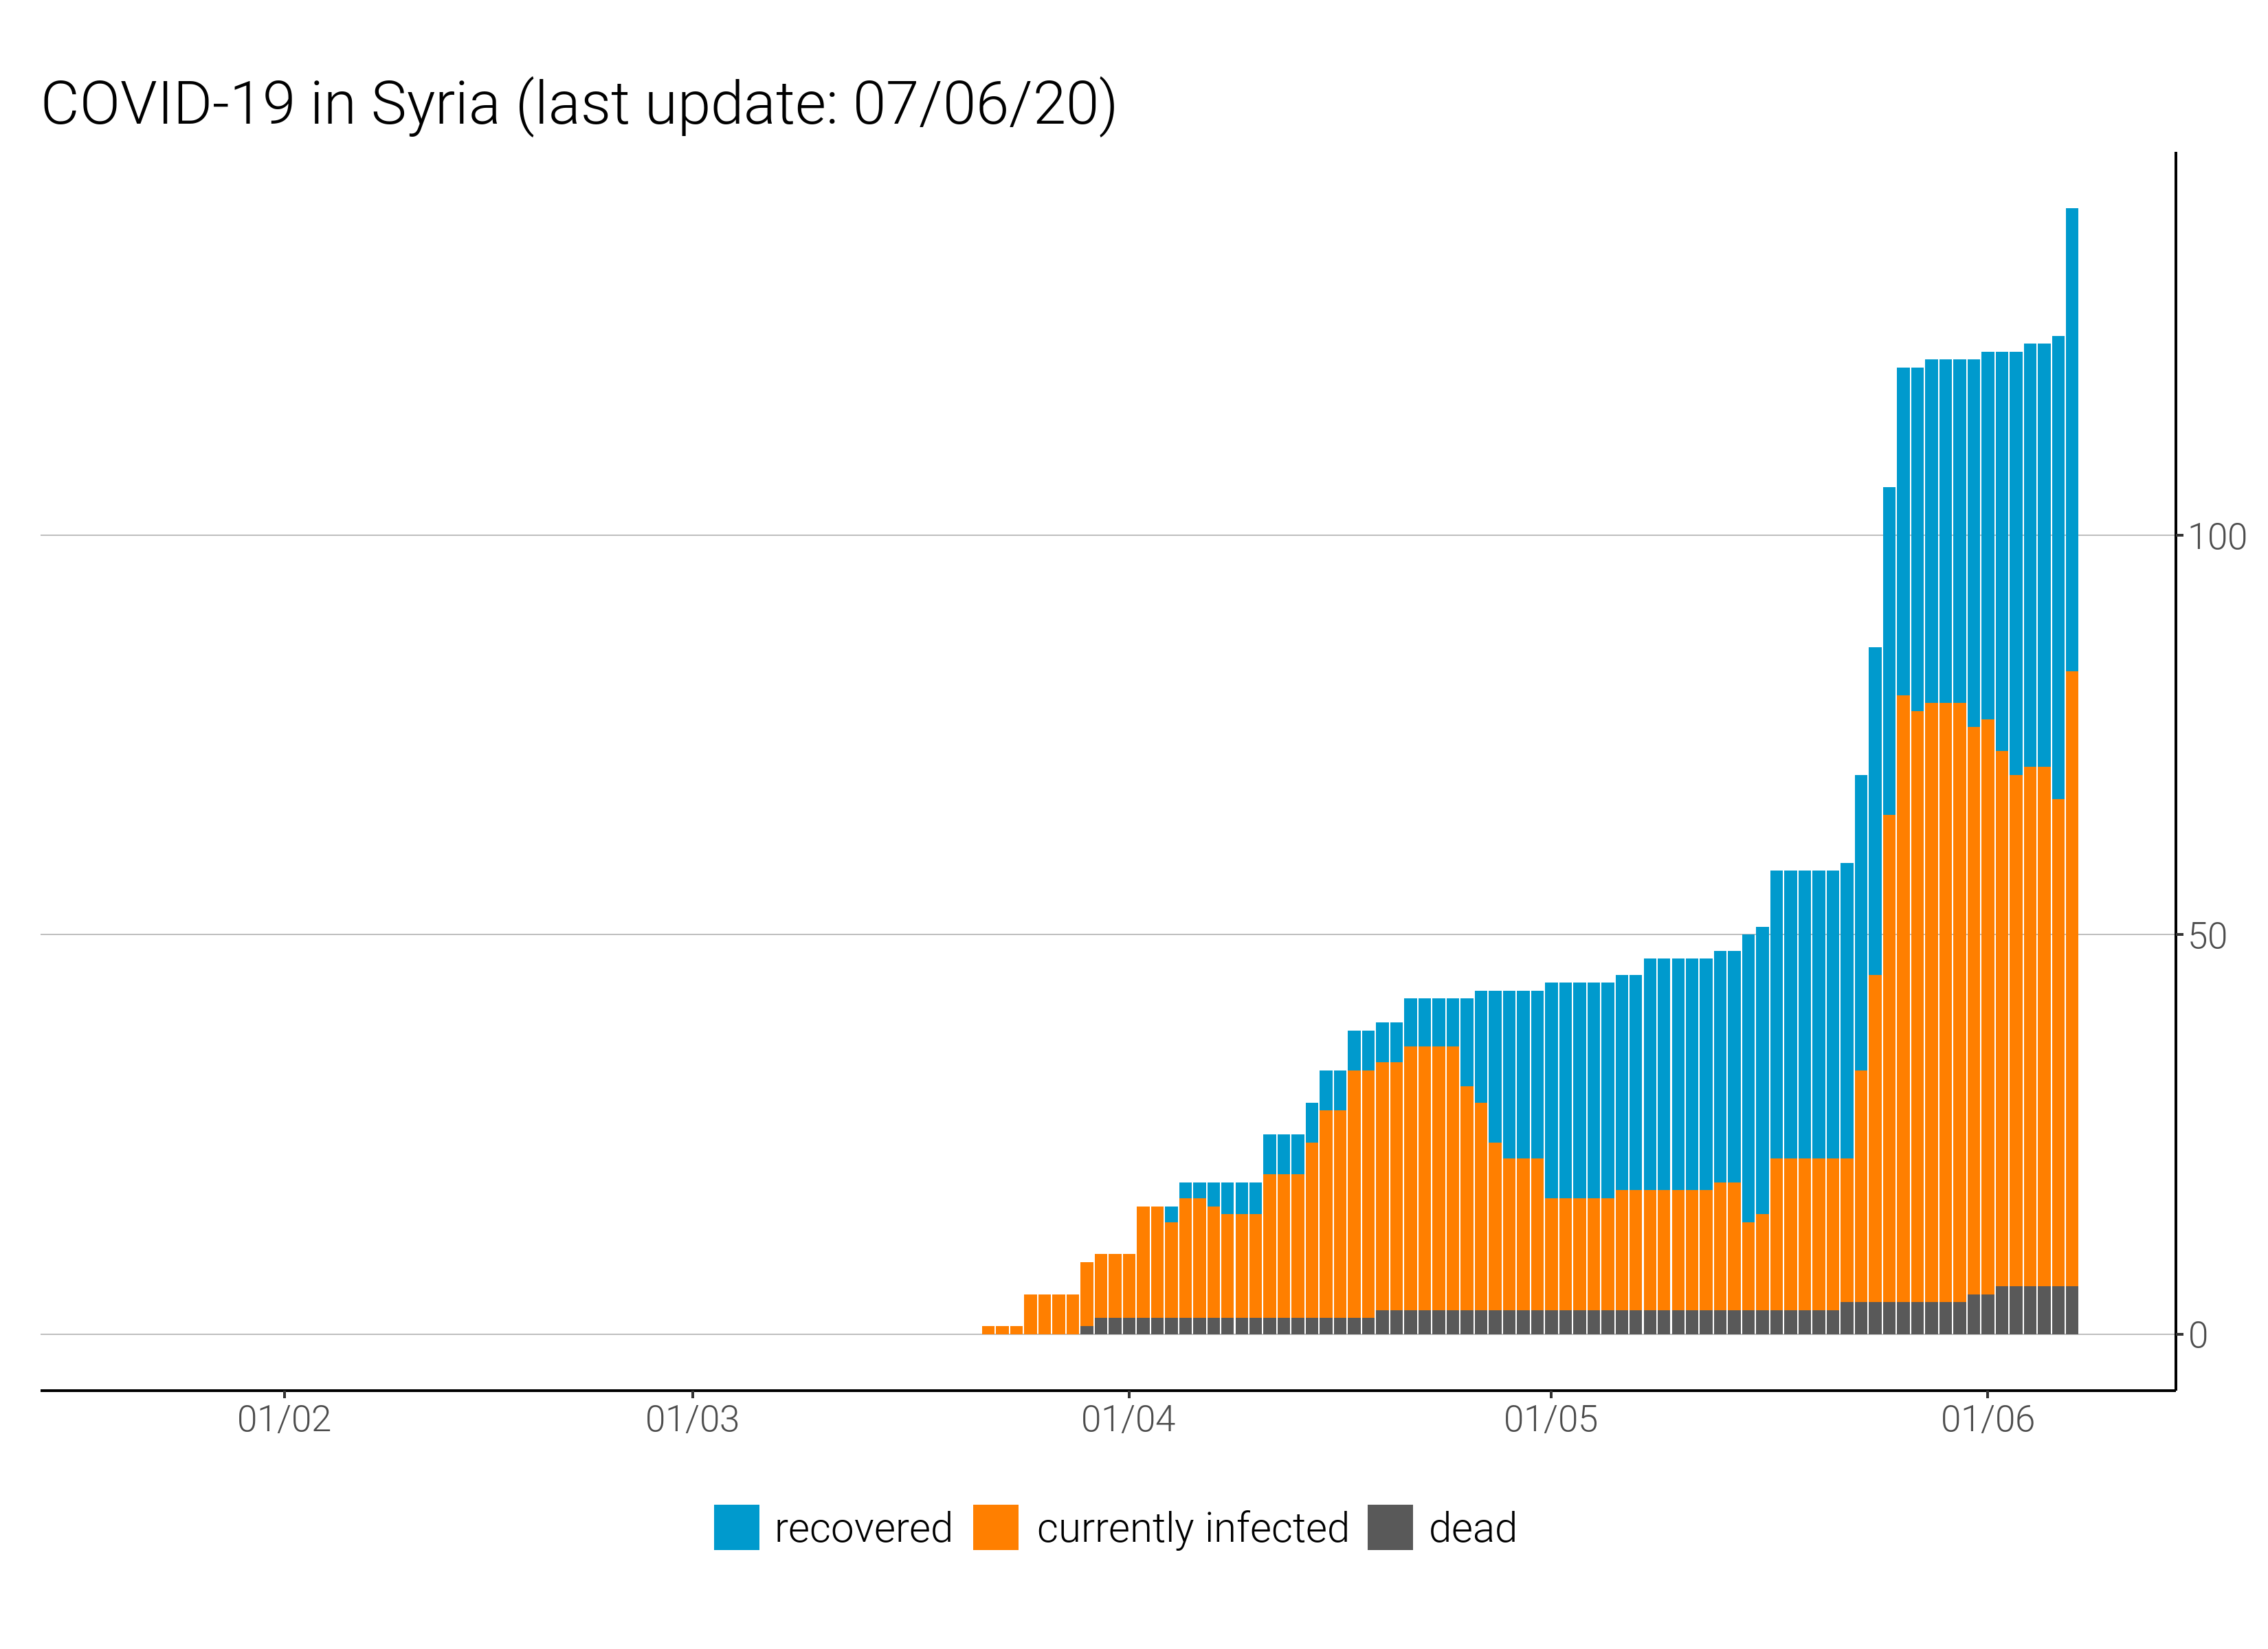 COVID-19 in Syria (last update: 07/06/20)
100
50
0
01/02 01/03 01/04 01/05 01/06
recovered currently infected dead